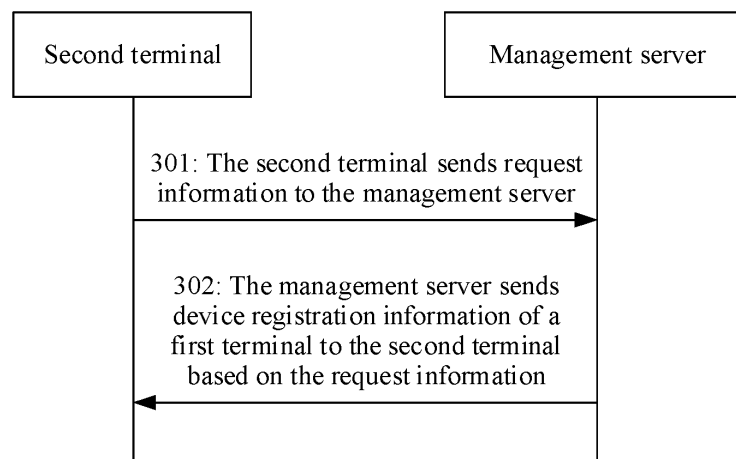 Second terminal
Management server
301: The second terminal sends request
information to the management server
302: The management server sends
device registration information of a
first terminal to the second terminal
based on the request information